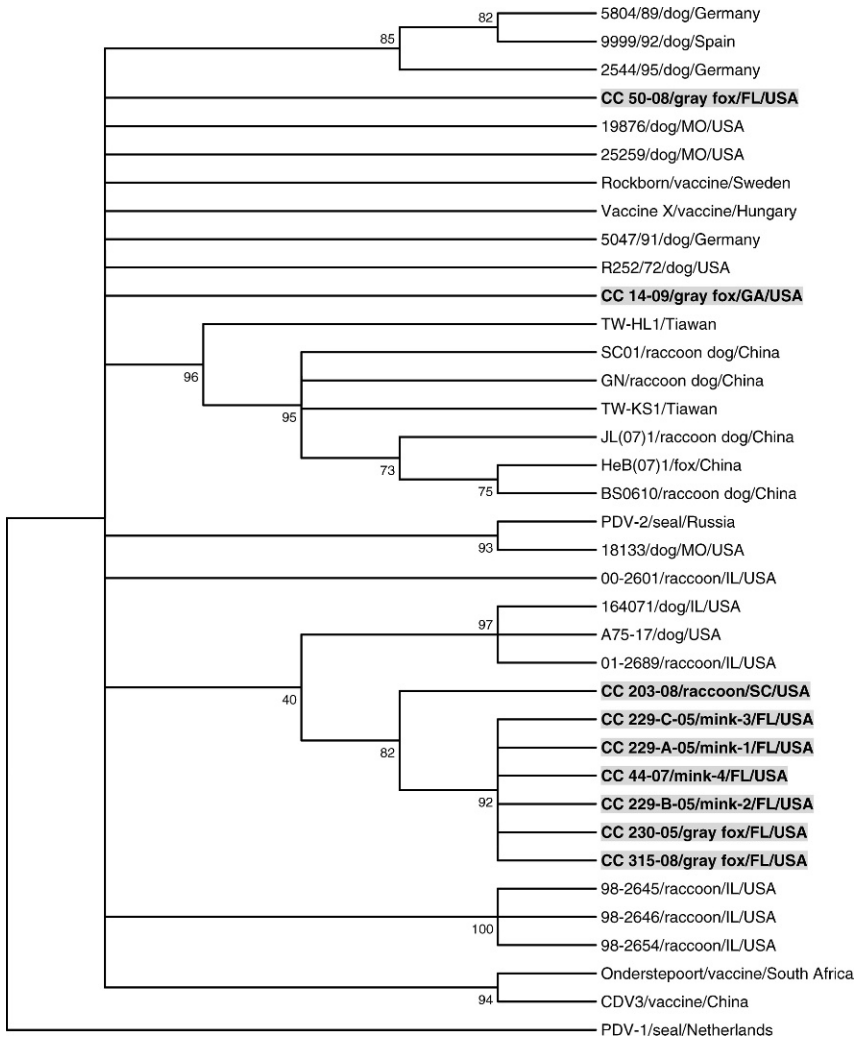 5804/89/dog/Germany
82
9999/92/dog/Spain
85
2544/95/dog/Germany
CC 50-08/gray fox/FL/USA
19876/dog/MO/USA
25259/dog/MO/USA
Rockborn/vaccine/Sweden
Vaccine X/vaccine/Hungary
5047/91/dog/Germany
R252/72/dog/USA
CC 14-09/gray fox/GA/USA
TW-HL1/Tiawan
96
SC01/raccoon dog/China
GN/raccoon dog/China
95
TW-KS1/Tiawan
JL(07)1/raccoon dog/China
73
HeB(07)1/fox/China
75
BS0610/raccoon dog/China
PDV-2/seal/Russia
93
18133/dog/MO/USA
00-2601/raccoon/IL/USA
164071/dog/IL/USA
97
A75-17/dog/USA
01-2689/raccoon/IL/USA
40
CC 203-08/raccoon/SC/USA
82
CC 229-C-05/mink-3/FL/USA
CC 229-A-05/mink-1/FL/USA
CC 44-07/mink-4/FL/USA
92
CC 229-B-05/mink-2/FL/USA
CC 230-05/gray fox/FL/USA
CC 315-08/gray fox/FL/USA
98-2645/raccoon/IL/USA
98-2646/raccoon/IL/USA
100
98-2654/raccoon/IL/USA
Onderstepoort/vaccine/South Africa
94
CDV3/vaccine/China
PDV-1/seal/Netherlands